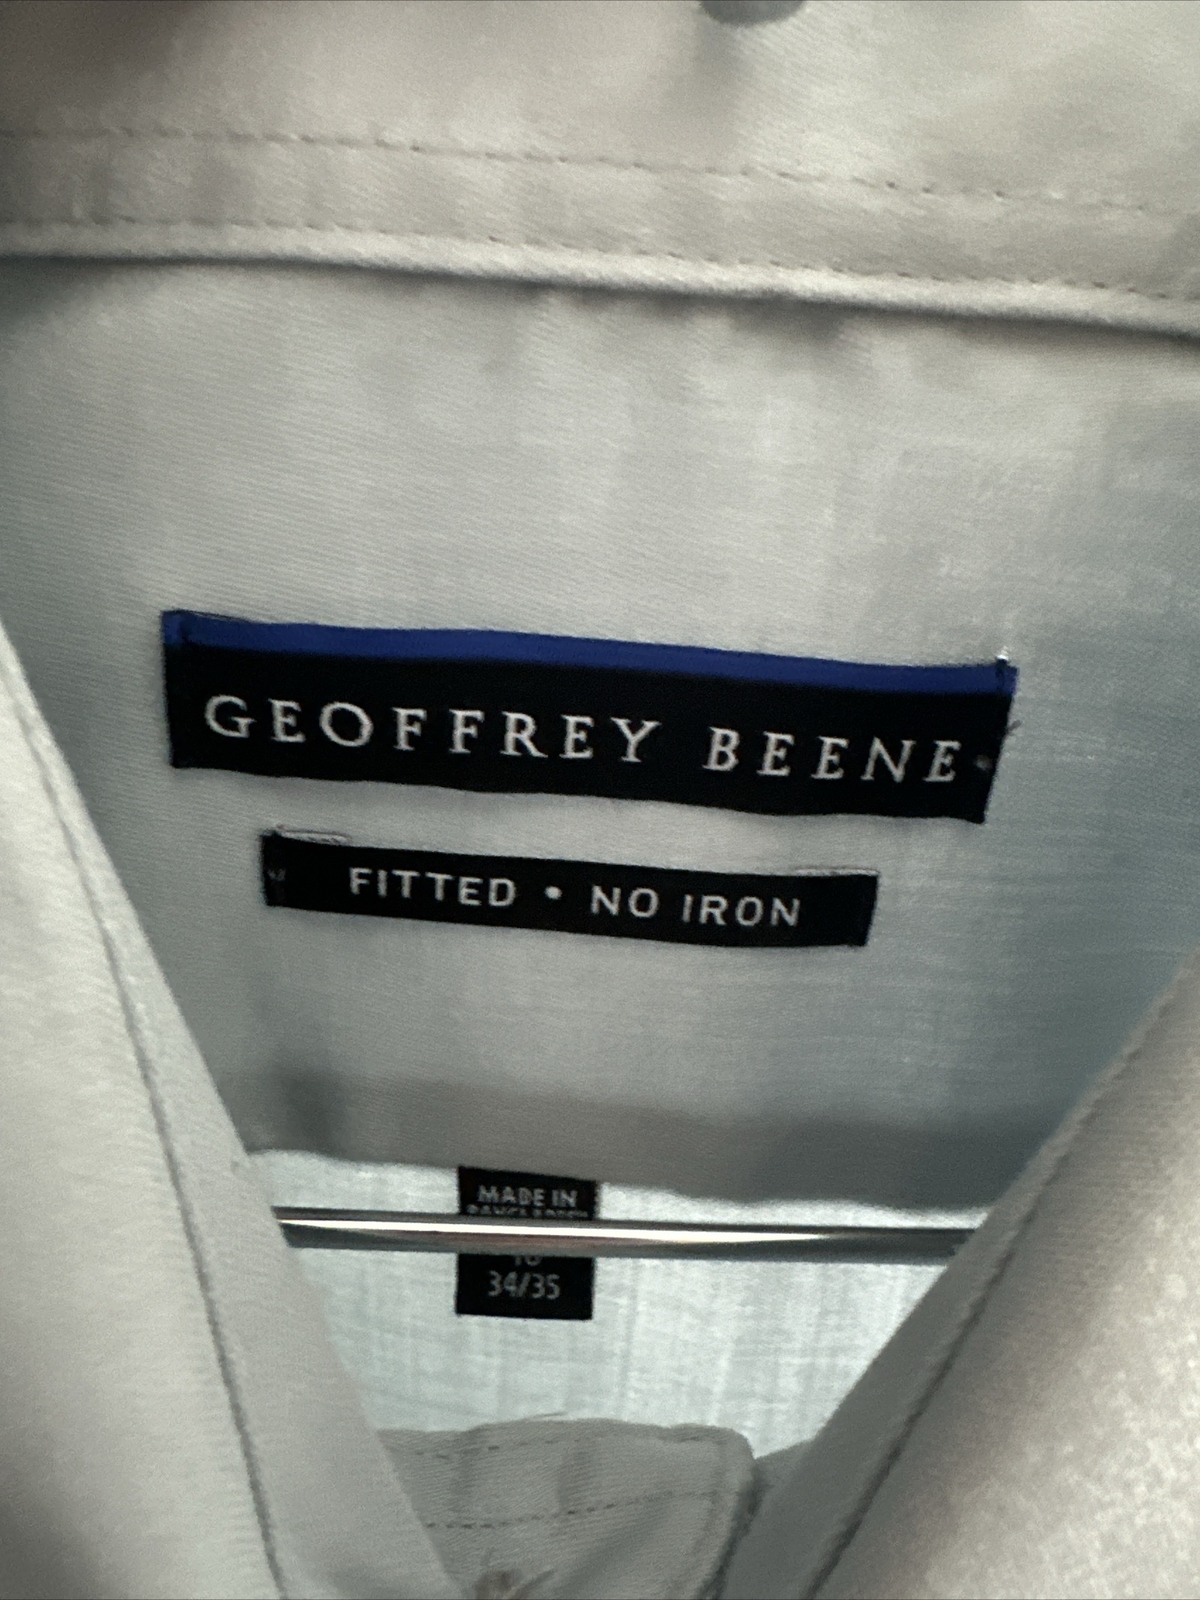 GEOFFREY BEENE
FITTED • NO IRON
MADE IN
34/35